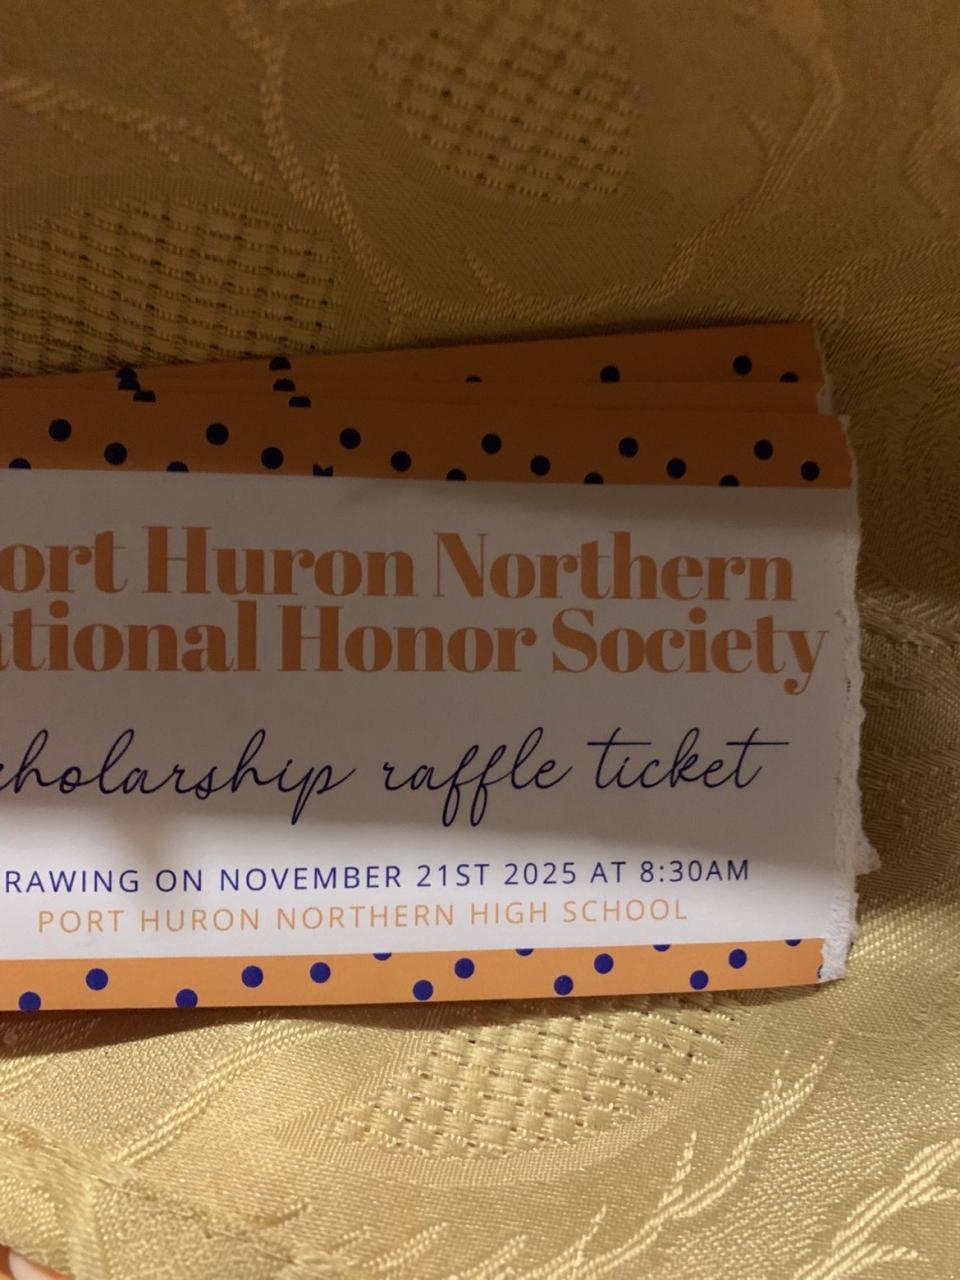 ort Huron Northern
ational Honor Society
cholarship raffle ticket
RAWING ON NOVEMBER 21ST 2025 AT 8:30AM
PORT HURON NORTHERN HIGH SCHOOL